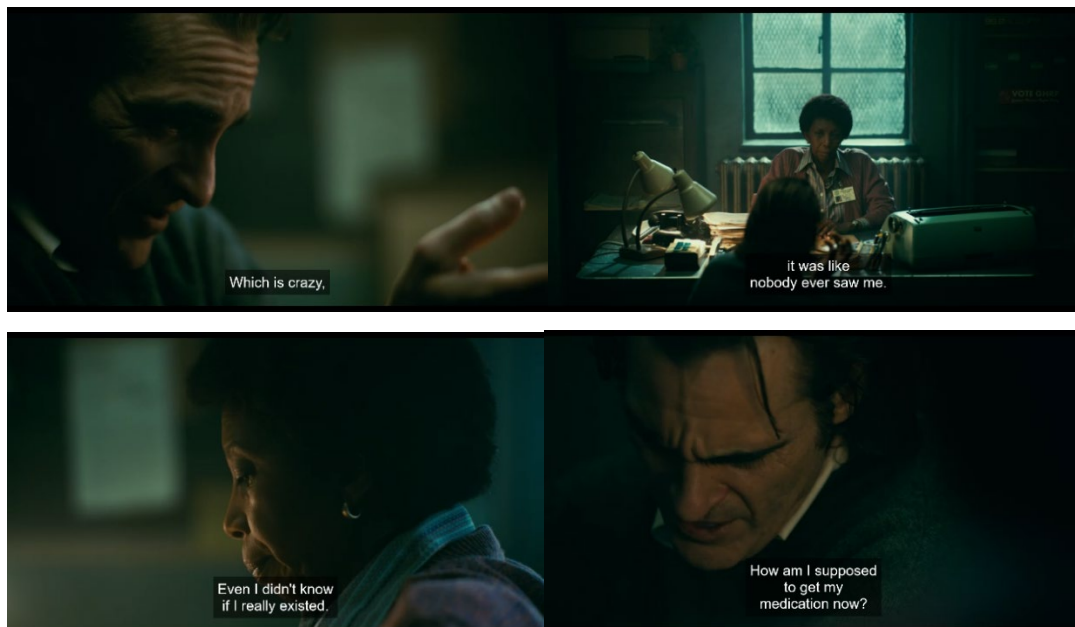 Which is crazy,
it was like
nobody ever saw me.
Even I didn't know
if I really existed.
How am I supposed
to get my
medication now?